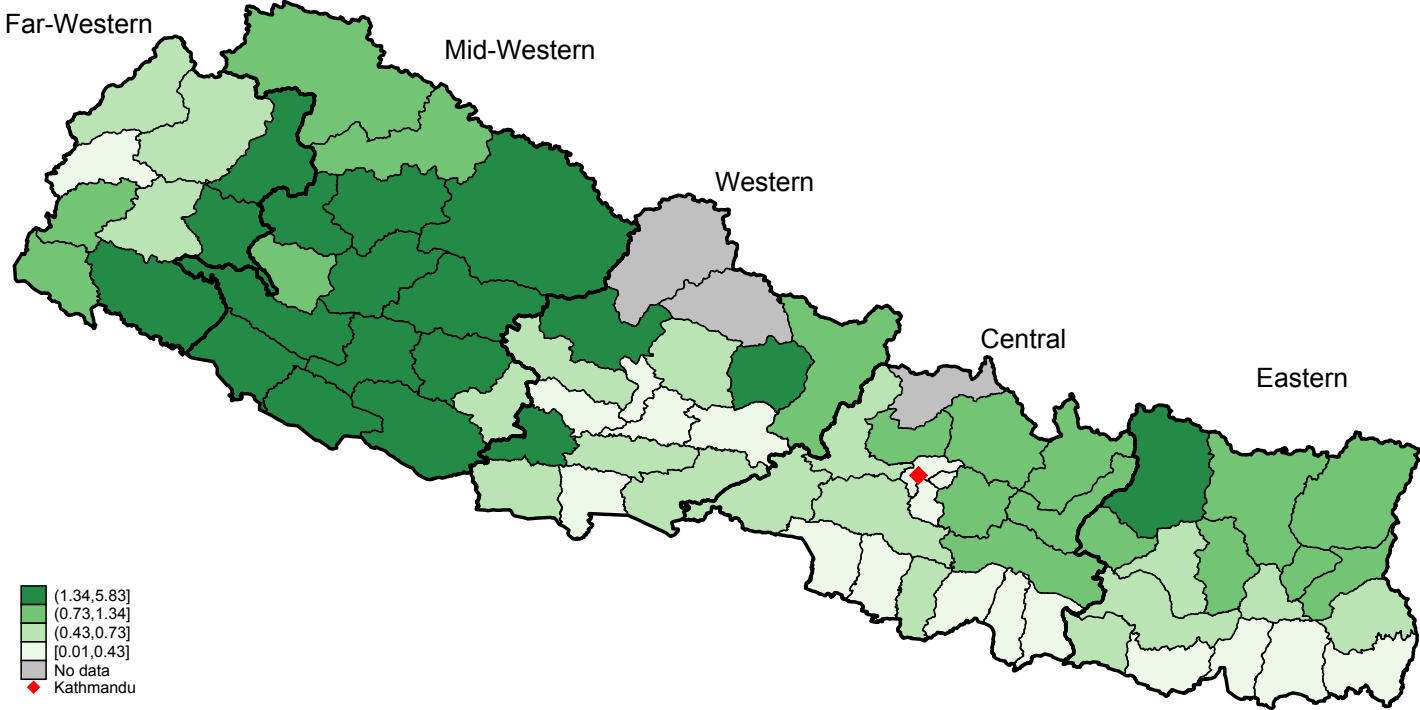 Far-Western
Mid-Western
Western
Central
Eastern
(1.34,5.83]
(0.73,1.34]
(0.43,0.73]
[0.01,0.43]
No data
Kathmandu